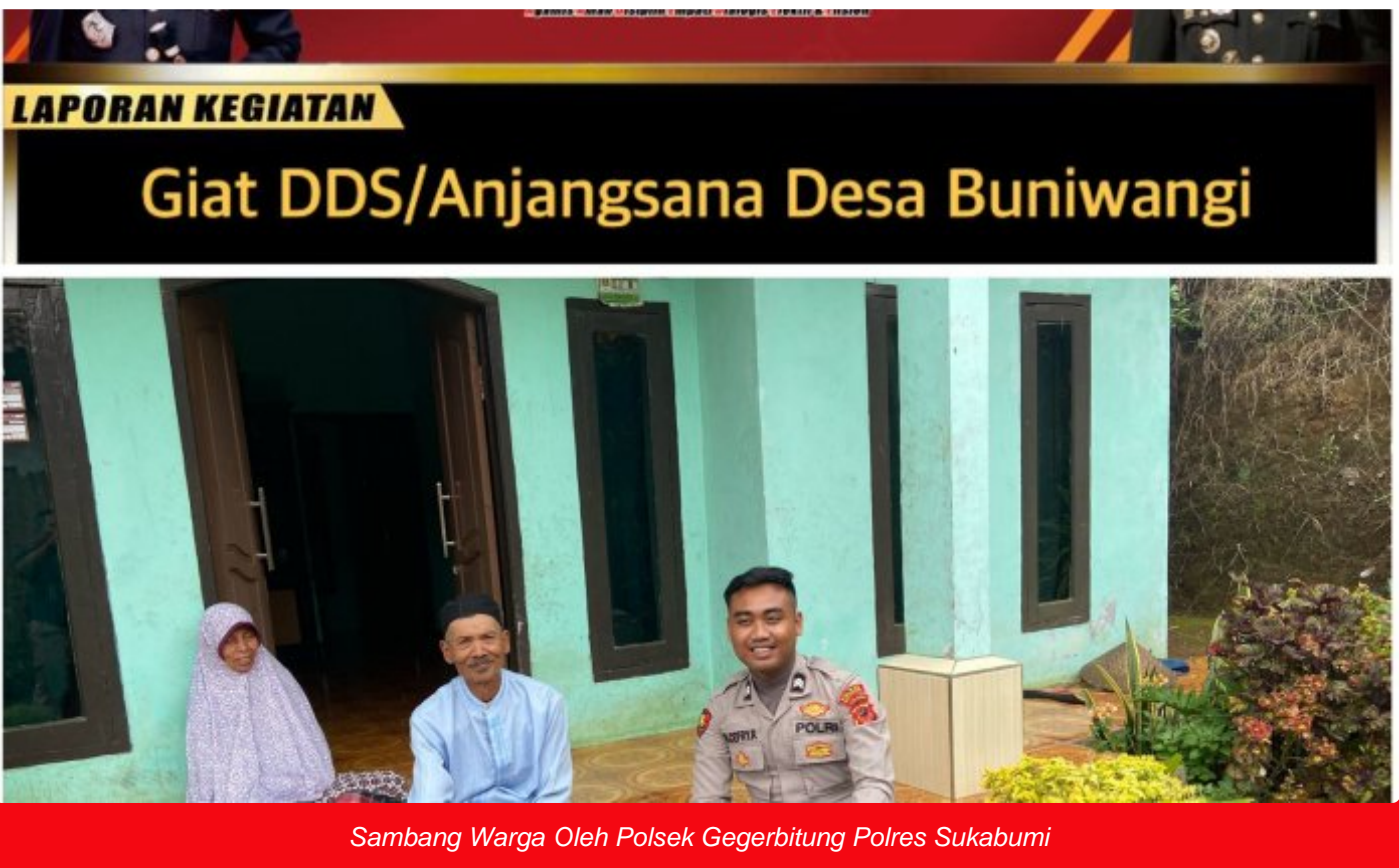 LAPORAN KEGIATAN
Giat DDS/Anjangsana Desa Buniwangi
POLRI
Sambang Warga Oleh Polsek Gegerbitung Polres Sukabumi